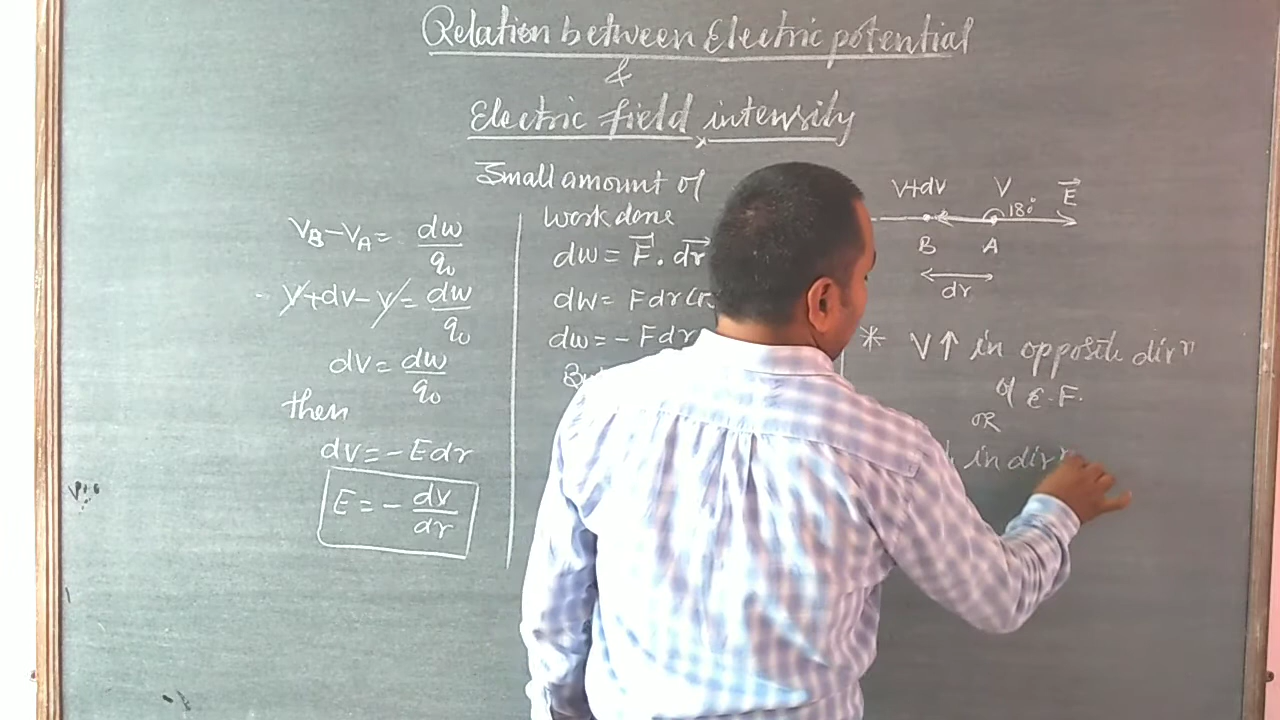 Relation between Electric potential
&
Electric field intensity
V_B - V_A = dw/q₀
V + dV - V = dw/q₀
dV = dw/q₀
then
dV = - E dr
E = - dV/dr
Small amount of
work done
dw = F⃗ . dr⃗
dw = F dr
dw = - F dr
V+dV V E⃗
180°
B A
dr
* V ↑ in opposite dirⁿ
of E.F.
OR
↓ in dirⁿ